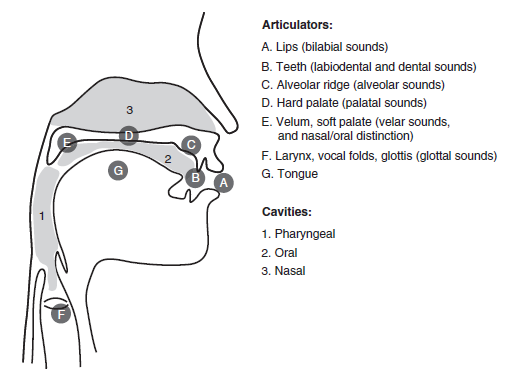 Articulators:
A. Lips (bilabial sounds)
B. Teeth (labiodental and dental sounds)
C. Alveolar ridge (alveolar sounds)
D. Hard palate (palatal sounds)
E. Velum, soft palate (velar sounds,
and nasal/oral distinction)
F. Larynx, vocal folds, glottis (glottal sounds)
G. Tongue
Cavities:
1. Pharyngeal
2. Oral
3. Nasal
3
E
D
C
2
G
B
A
1
F